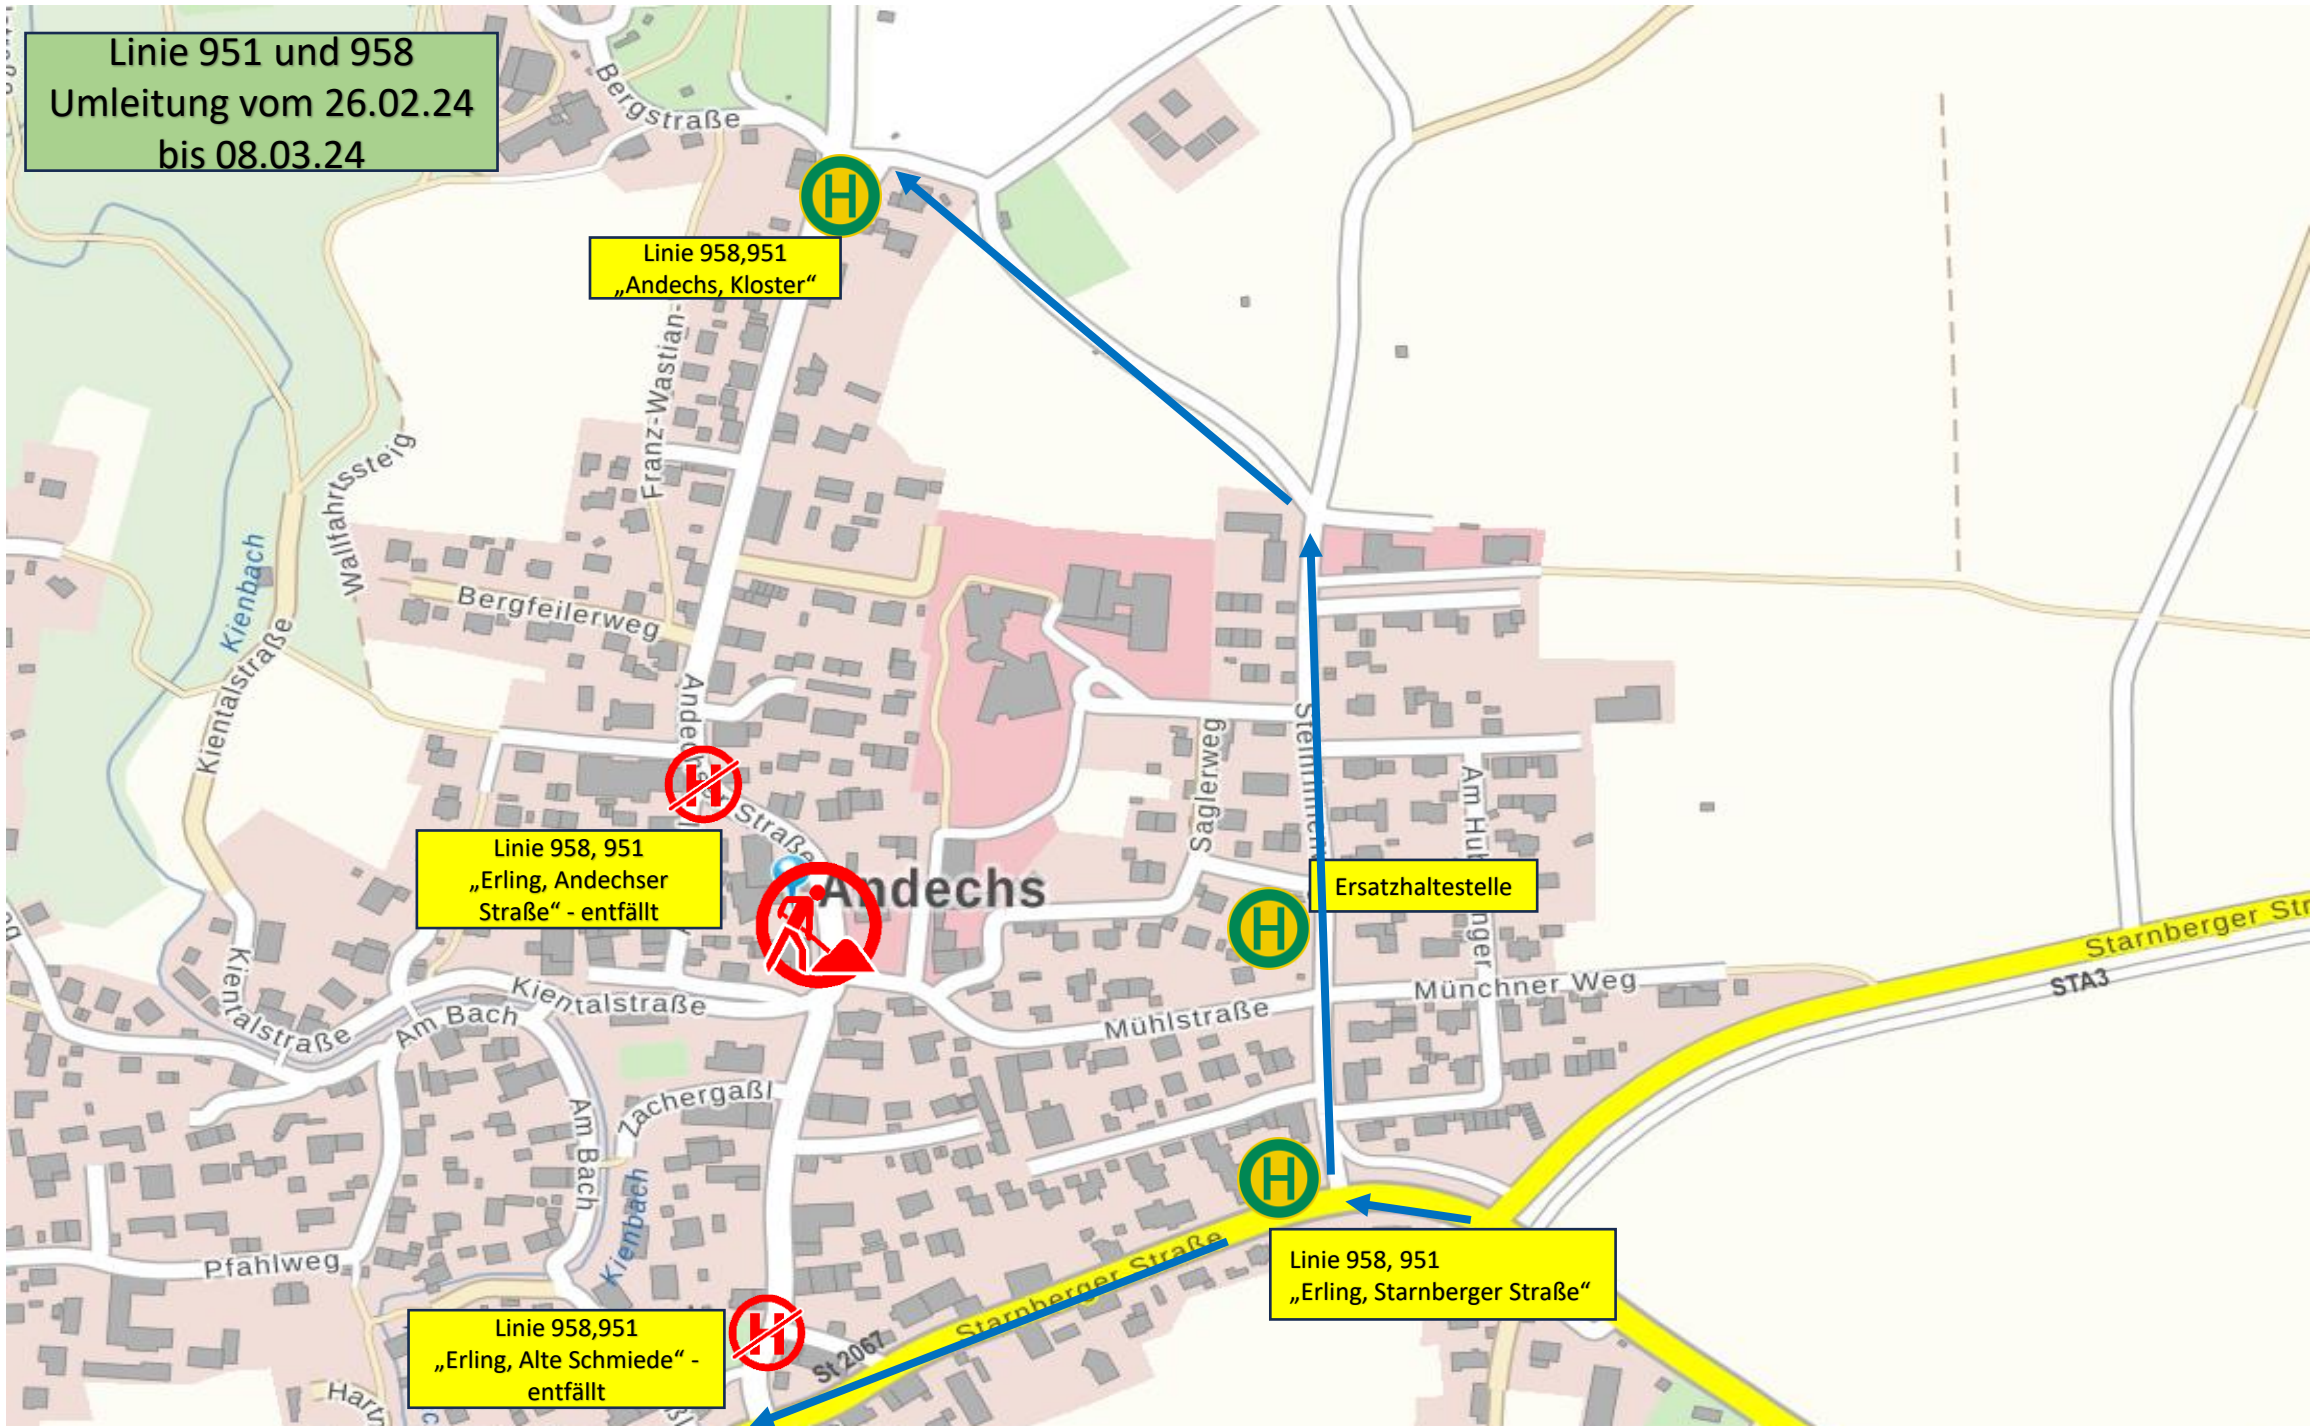 Linie 951 und 958
Umleitung vom 26.02.24
bis 08.03.24
Bergstraße
H
Linie 958,951
„Andechs, Kloster“
Franz-Wastian-
Wallfahrtssteig
Kienbach
Kientalstraße
Bergfeilerweg
H
Straße
Linie 958, 951
„Erling, Andechser
Straße“ - entfällt
Andechs
Saglerweg
Ersatzhaltestelle
H
Starnberger Str
STA3
Münchner Weg
Mühlstraße
Kientalstraße
Kientalstraße
Am Bach
Zachergaßl
Am Bach
Kienbach
Pfahlweg
H
Linie 958, 951
„Erling, Starnberger Straße“
Starnberger Straße
St 2067
H
Linie 958,951
„Erling, Alte Schmiede“ -
entfällt